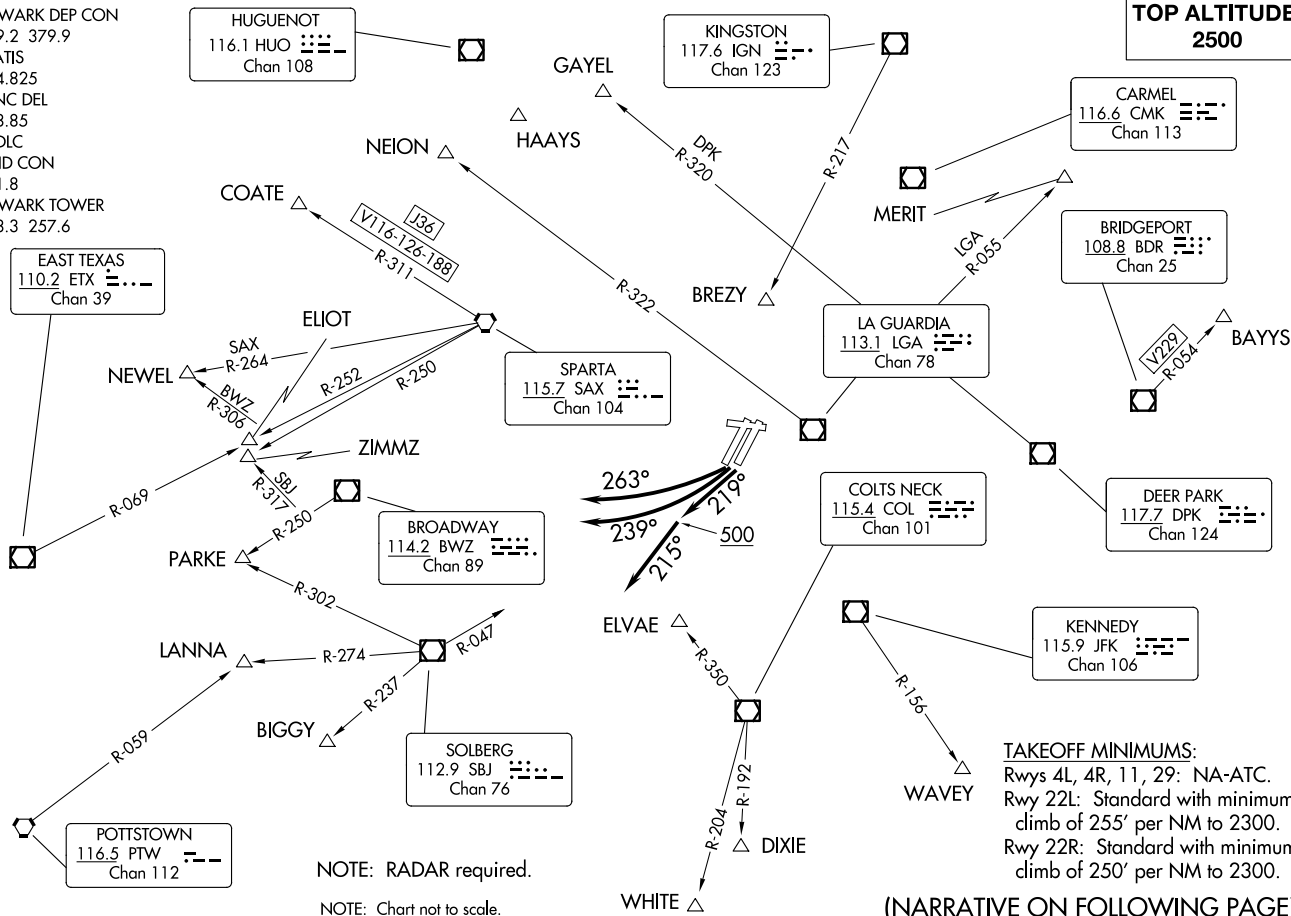 WARK DEP CON
9.2 379.9
ATIS
4.825
NC DEL
8.85
DLC
ID CON
1.8
WARK TOWER
8.3 257.6
HUGUENOT
116.1 HUO
Chan 108
KINGSTON
117.6 IGN
Chan 123
TOP ALTITUDE
2500
GAYEL
HAAYS
NEION
COATE
CARMEL
116.6 CMK
Chan 113
MERIT
DPK
R-320
R-217
J36
V116-126-188
R-311
R-322
LGA
R-055
BRIDGEPORT
108.8 BDR
Chan 25
EAST TEXAS
110.2 ETX
Chan 39
ELIOT
BREZY
LA GUARDIA
113.1 LGA
Chan 78
V229
R-054
BAYYS
SAX
R-264
NEWEL
R-252
R-250
BWZ
R-306
SPARTA
115.7 SAX
Chan 104
ZIMMZ
SBJ
R-317
263°
239°
219°
215°
500
R-069
R-250
BROADWAY
114.2 BWZ
Chan 89
COLTS NECK
115.4 COL
Chan 101
DEER PARK
117.7 DPK
Chan 124
PARKE
R-302
R-047
ELVAE
LANNA
R-274
R-237
R-350
KENNEDY
115.9 JFK
Chan 106
R-156
BIGGY
R-059
SOLBERG
112.9 SBJ
Chan 76
R-192
R-204
WAVEY
DIXIE
WHITE
POTTSTOWN
116.5 PTW
Chan 112
TAKEOFF MINIMUMS:
Rwys 4L, 4R, 11, 29: NA-ATC.
Rwy 22L: Standard with minimum
climb of 255' per NM to 2300.
Rwy 22R: Standard with minimum
climb of 250' per NM to 2300.
NOTE: RADAR required.
NOTE: Chart not to scale.
(NARRATIVE ON FOLLOWING PAGE)